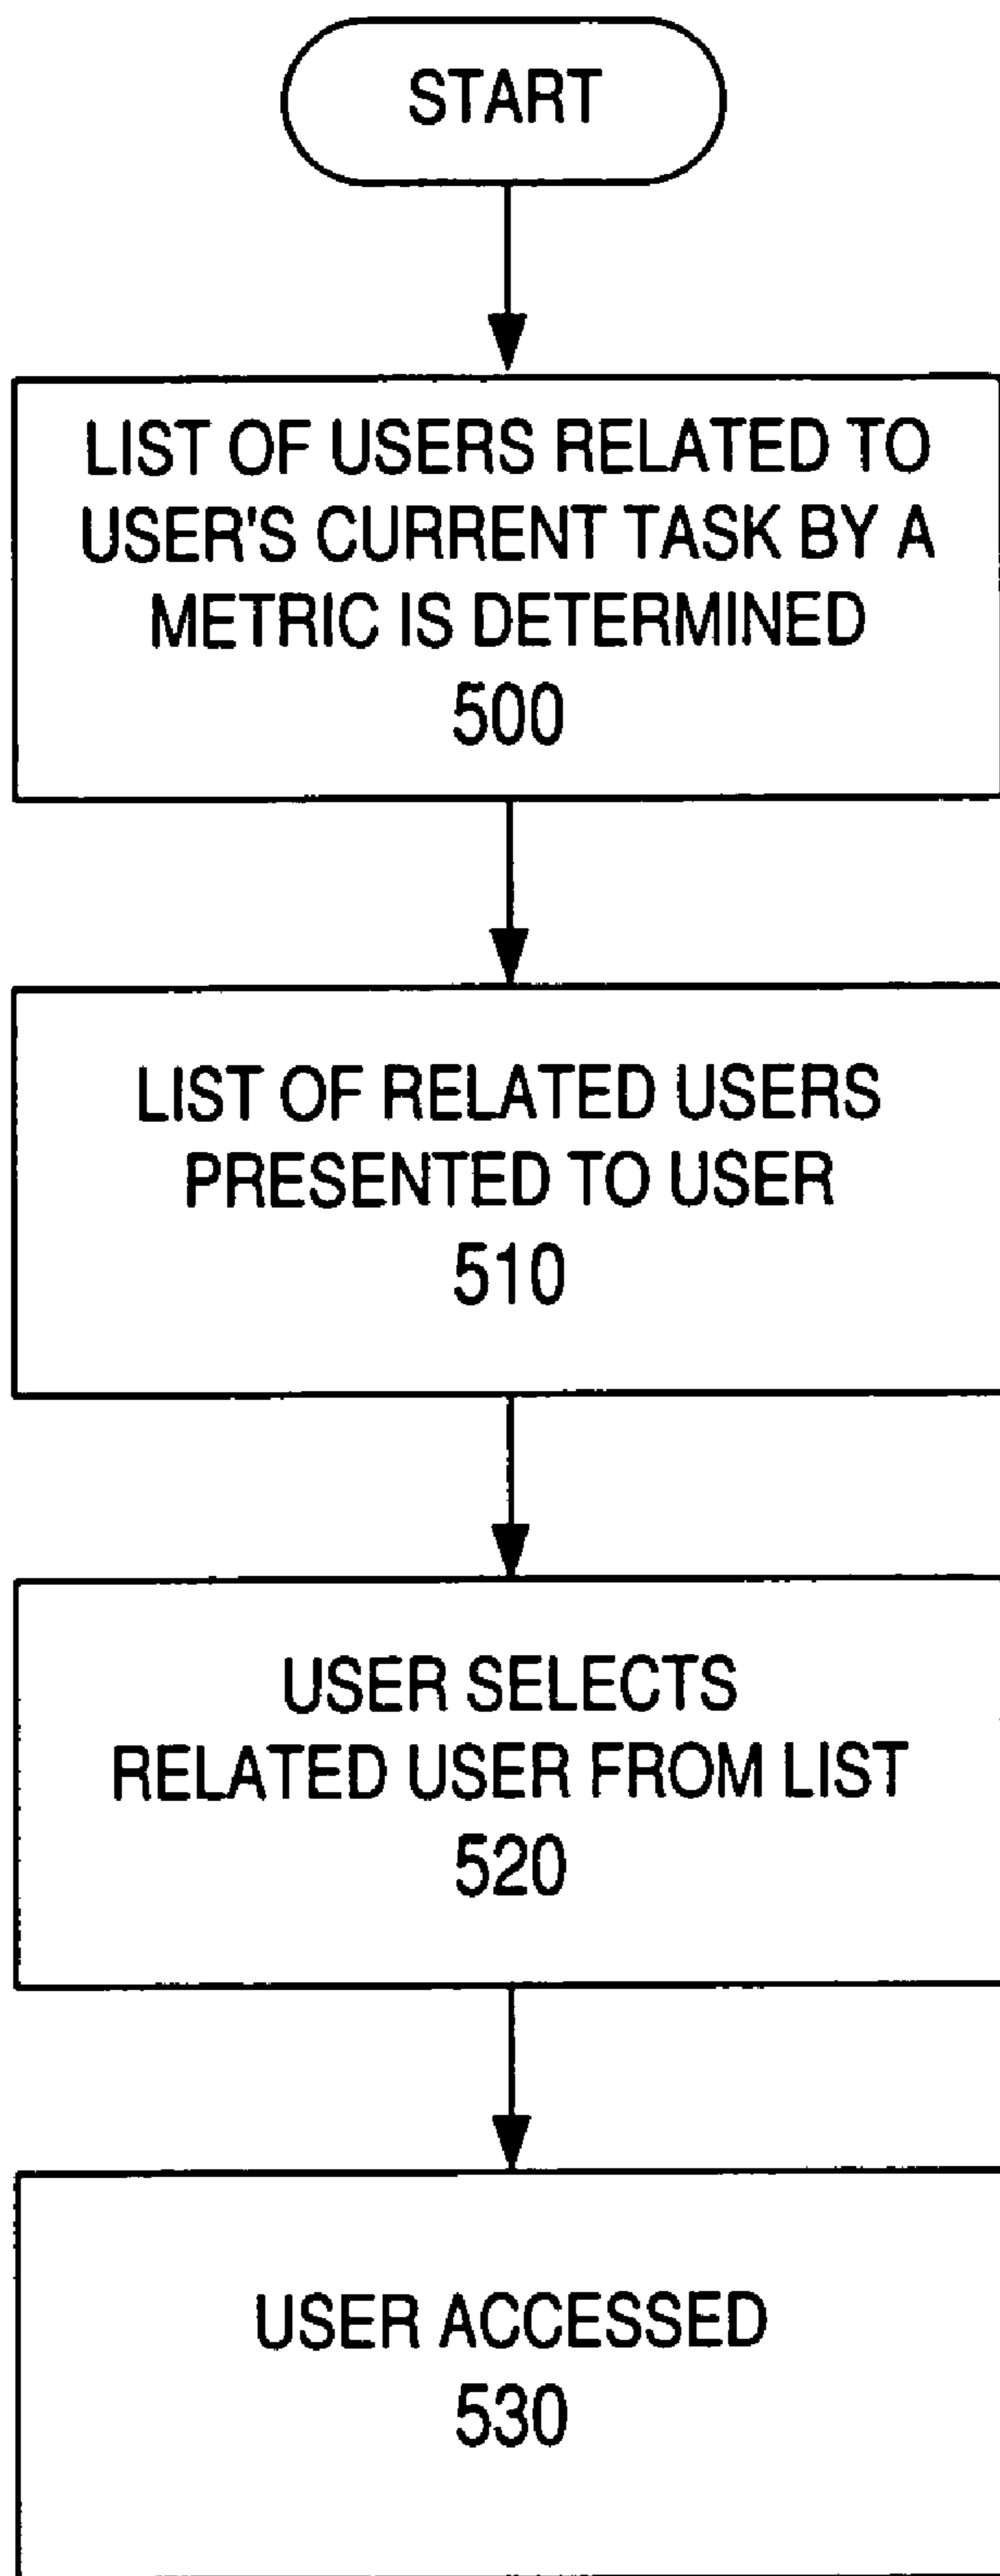 START
LIST OF USERS RELATED TO
USER'S CURRENT TASK BY A
METRIC IS DETERMINED
500
LIST OF RELATED USERS
PRESENTED TO USER
510
USER SELECTS
RELATED USER FROM LIST
520
USER ACCESSED
530